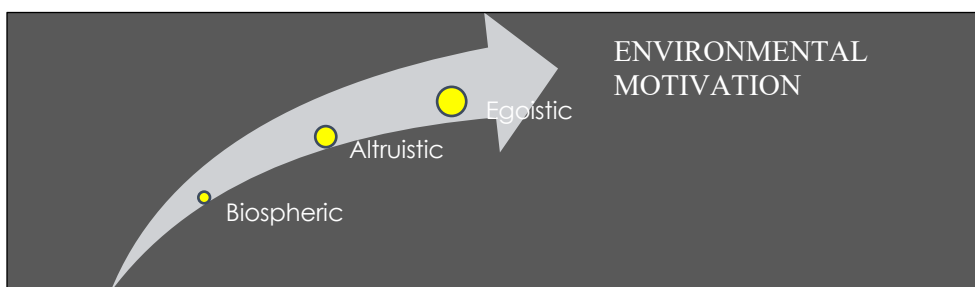 ENVIRONMENTAL
MOTIVATION
Egoistic
Altruistic
Biospheric